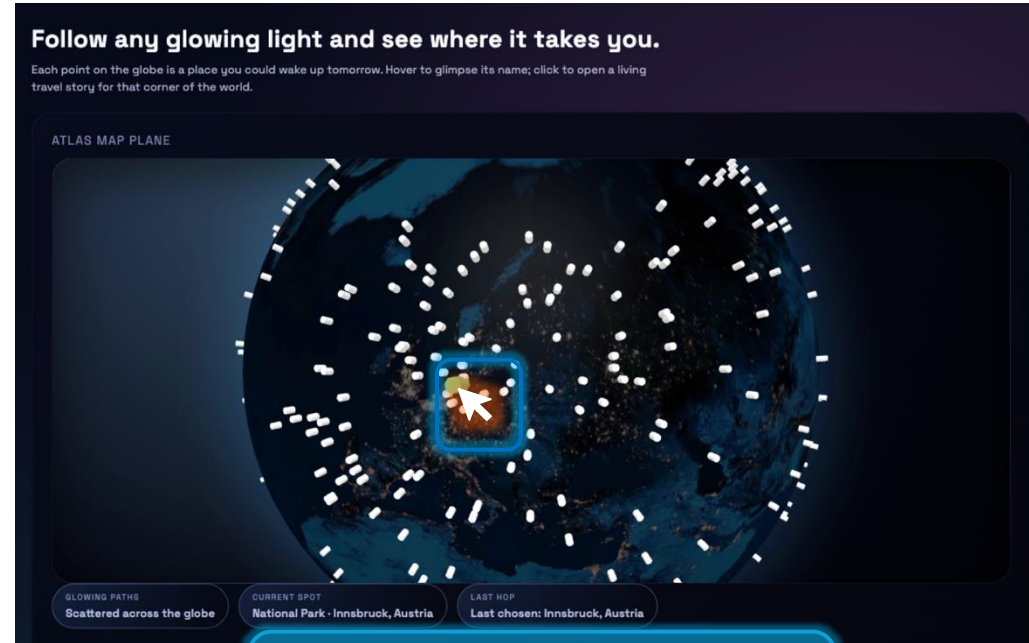 Follow any glowing light and see where it takes you.
Each point on the globe is a place you could wake up tomorrow. Hover to glimpse its name; click to open a living
travel story for that corner of the world.
ATLAS MAP PLANE
GLOWING PATHS
Scattered across the globe
CURRENT SPOT
National Park · Innsbruck, Austria
LAST HOP
Last chosen: Innsbruck, Austria